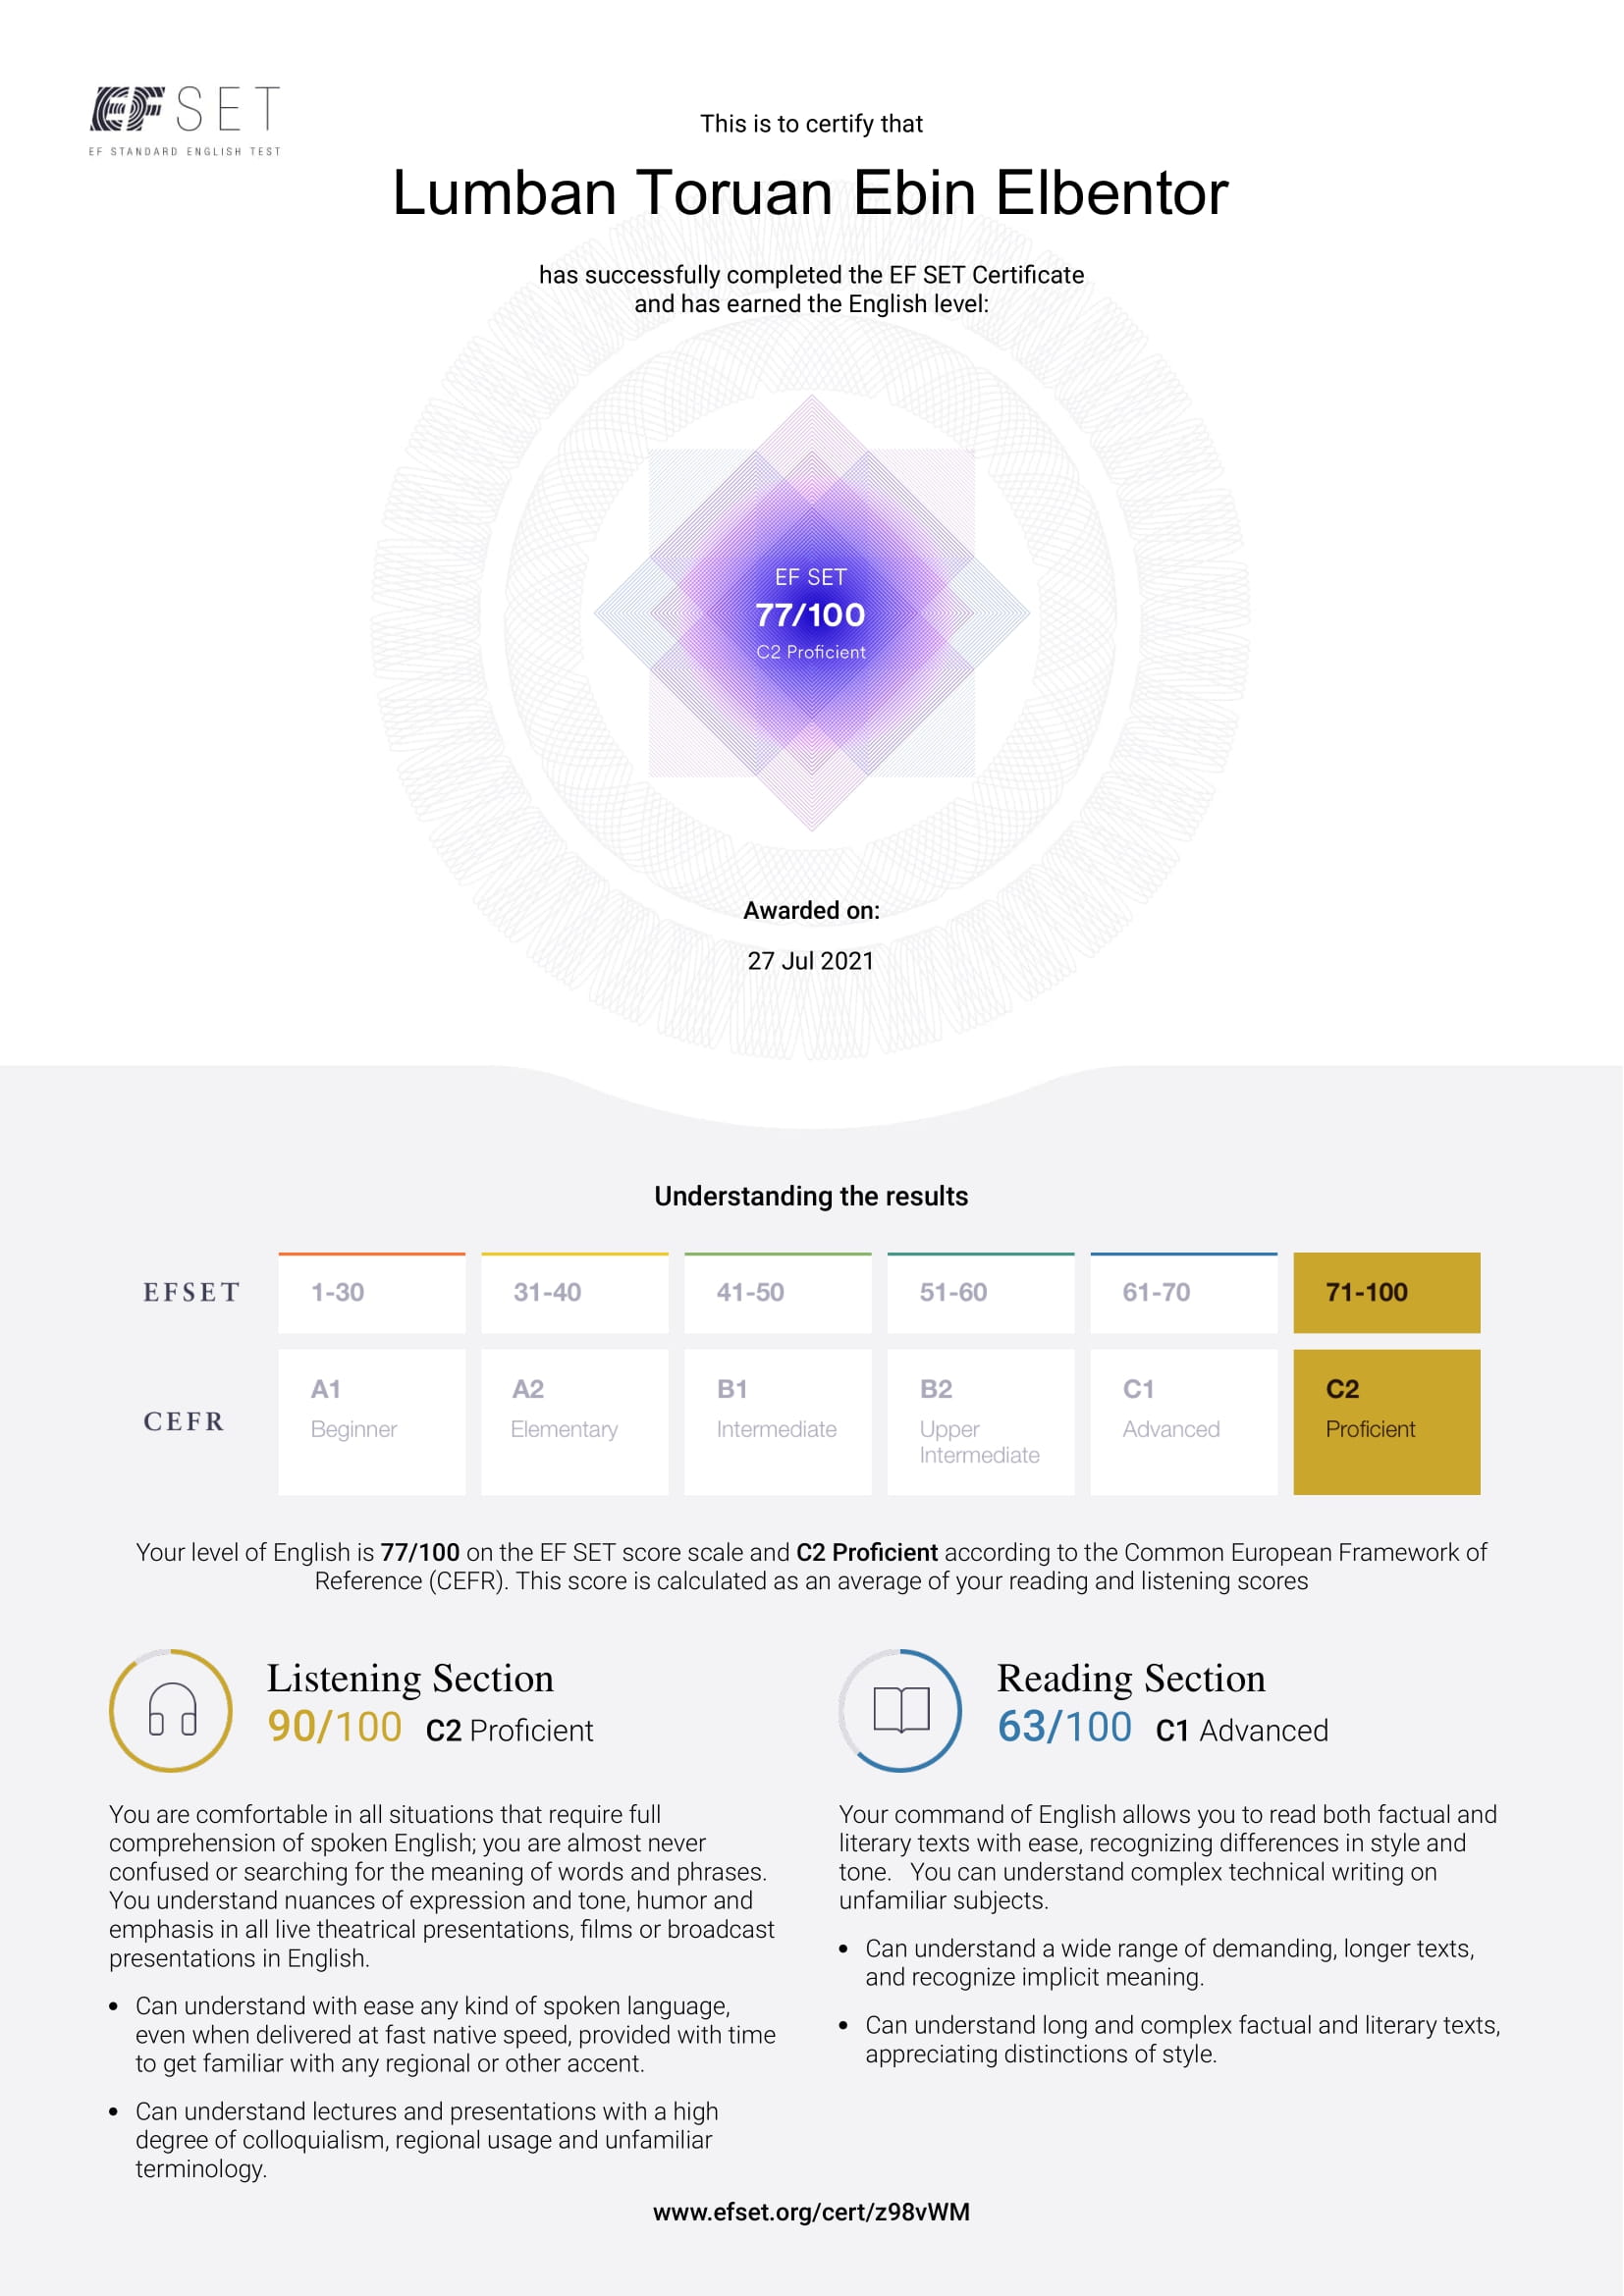 EF SET
EF STANDARD ENGLISH TEST
This is to certify that
Lumban Toruan Ebin Elbentor
has successfully completed the EF SET Certificate
and has earned the English level:
EF SET
77/100
C2 Proficient
Awarded on:
27 Jul 2021
Understanding the results
EFSET 1-30 31-40 41-50 51-60 61-70 71-100
CEFR
A1 A2 B1 B2 C1 C2
Beginner Elementary Intermediate Upper Advanced Proficient
Intermediate
Your level of English is 77/100 on the EF SET score scale and C2 Proficient according to the Common European Framework of
Reference (CEFR). This score is calculated as an average of your reading and listening scores
Listening Section
90/100 C2 Proficient
You are comfortable in all situations that require full
comprehension of spoken English; you are almost never
confused or searching for the meaning of words and phrases.
You understand nuances of expression and tone, humor and
emphasis in all live theatrical presentations, films or broadcast
presentations in English.
• Can understand with ease any kind of spoken language,
even when delivered at fast native speed, provided with time
to get familiar with any regional or other accent.
• Can understand lectures and presentations with a high
degree of colloquialism, regional usage and unfamiliar
terminology.
Reading Section
63/100 C1 Advanced
Your command of English allows you to read both factual and
literary texts with ease, recognizing differences in style and
tone. You can understand complex technical writing on
unfamiliar subjects.
• Can understand a wide range of demanding, longer texts,
and recognize implicit meaning.
• Can understand long and complex factual and literary texts,
appreciating distinctions of style.
www.efset.org/cert/z98vWM